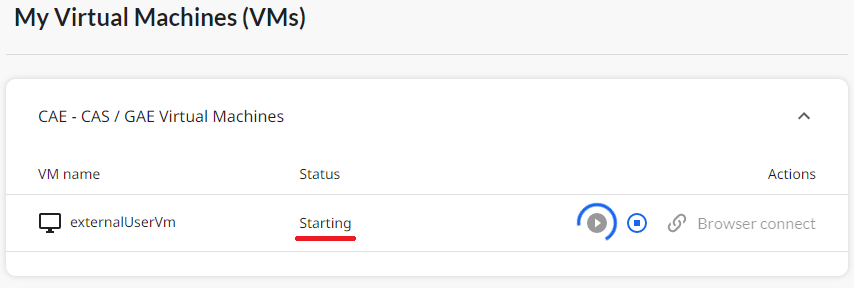 My Virtual Machines (VMs)
CAE - CAS / GAE Virtual Machines
VM name Status Actions
externalUserVm Starting Browser connect